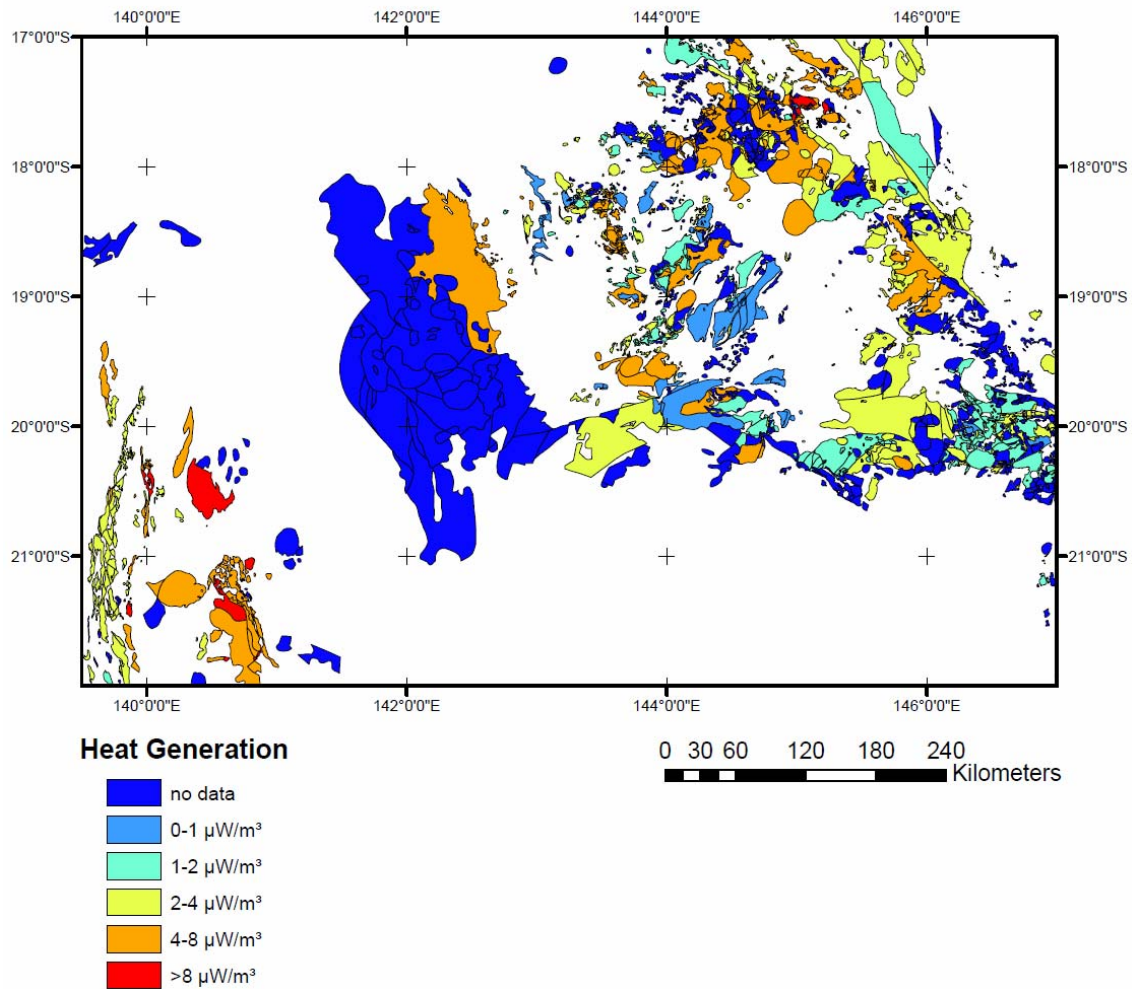 140°0'0"E 142°0'0"E 144°0'0"E 146°0'0"E
17°0'0"S 17°0'0"S
18°0'0"S 18°0'0"S
19°0'0"S 19°0'0"S
20°0'0"S 20°0'0"S
21°0'0"S 21°0'0"S
140°0'0"E 142°0'0"E 144°0'0"E 146°0'0"E
Heat Generation
0 30 60 120 180 240
Kilometers
no data
0-1 µW/m³
1-2 µW/m³
2-4 µW/m³
4-8 µW/m³
>8 µW/m³